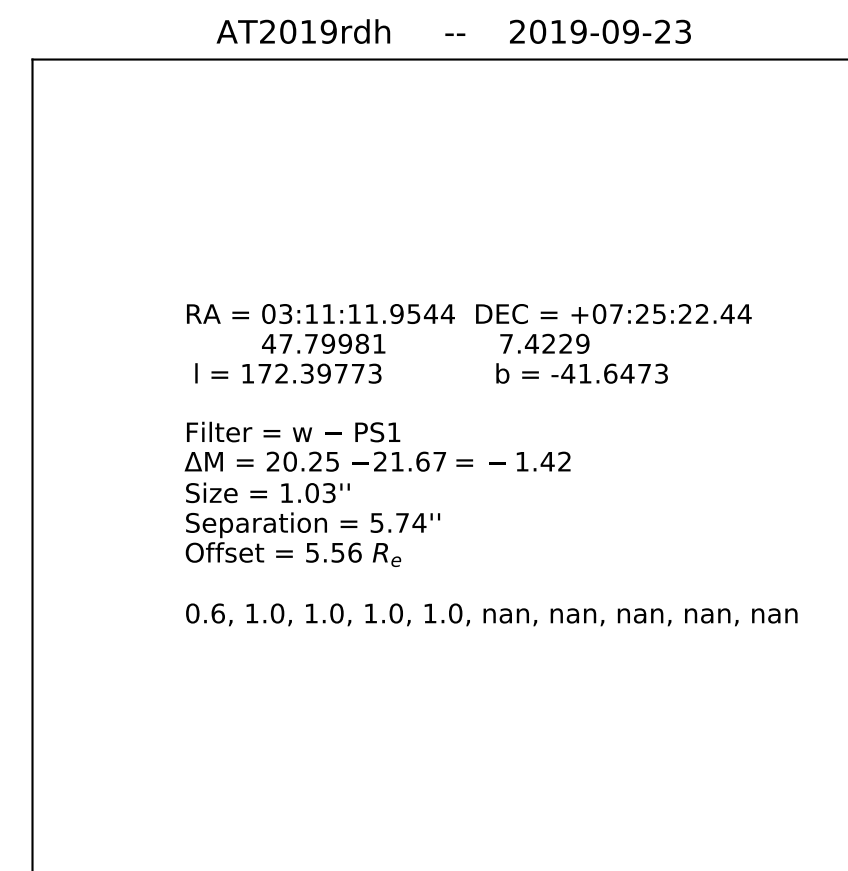 AT2019rdh -- 2019-09-23
RA = 03:11:11.9544 DEC = +07:25:22.44
47.79981 7.4229
l = 172.39773 b = -41.6473
Filter = w − PS1
ΔM = 20.25 −21.67 = − 1.42
Size = 1.03''
Separation = 5.74''
Offset = 5.56 Rₑ
0.6, 1.0, 1.0, 1.0, 1.0, nan, nan, nan, nan, nan